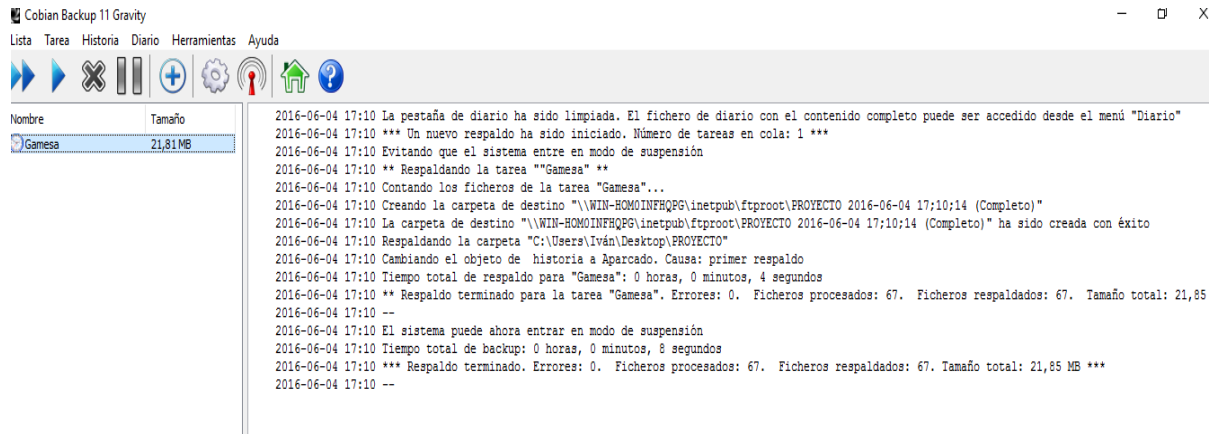 Cobian Backup 11 Gravity
Lista Tarea Historia Diario Herramientas Ayuda
Nombre Tamaño
Gamesa 21,81 MB
2016-06-04 17:10 La pestaña de diario ha sido limpiada. El fichero de diario con el contenido completo puede ser accedido desde el menú "Diario"
2016-06-04 17:10 *** Un nuevo respaldo ha sido iniciado. Número de tareas en cola: 1 ***
2016-06-04 17:10 Evitando que el sistema entre en modo de suspensión
2016-06-04 17:10 ** Respaldando la tarea ""Gamesa" **
2016-06-04 17:10 Contando los ficheros de la tarea "Gamesa"...
2016-06-04 17:10 Creando la carpeta de destino "\\WIN-HOM0INFHQPG\inetpub\ftproot\PROYECTO 2016-06-04 17;10;14 (Completo)"
2016-06-04 17:10 La carpeta de destino "\\WIN-HOM0INFHQPG\inetpub\ftproot\PROYECTO 2016-06-04 17;10;14 (Completo)" ha sido creada con éxito
2016-06-04 17:10 Respaldando la carpeta "C:\Users\Iván\Desktop\PROYECTO"
2016-06-04 17:10 Cambiando el objeto de  historia a Aparcado. Causa: primer respaldo
2016-06-04 17:10 Tiempo total de respaldo para "Gamesa": 0 horas, 0 minutos, 4 segundos
2016-06-04 17:10 ** Respaldo terminado para la tarea "Gamesa". Errores: 0.  Ficheros procesados: 67.  Ficheros respaldados: 67.  Tamaño total: 21,85
2016-06-04 17:10 --
2016-06-04 17:10 El sistema puede ahora entrar en modo de suspensión
2016-06-04 17:10 Tiempo total de backup: 0 horas, 0 minutos, 8 segundos
2016-06-04 17:10 *** Respaldo terminado. Errores: 0.  Ficheros procesados: 67.  Ficheros respaldados: 67. Tamaño total: 21,85 MB ***
2016-06-04 17:10 --